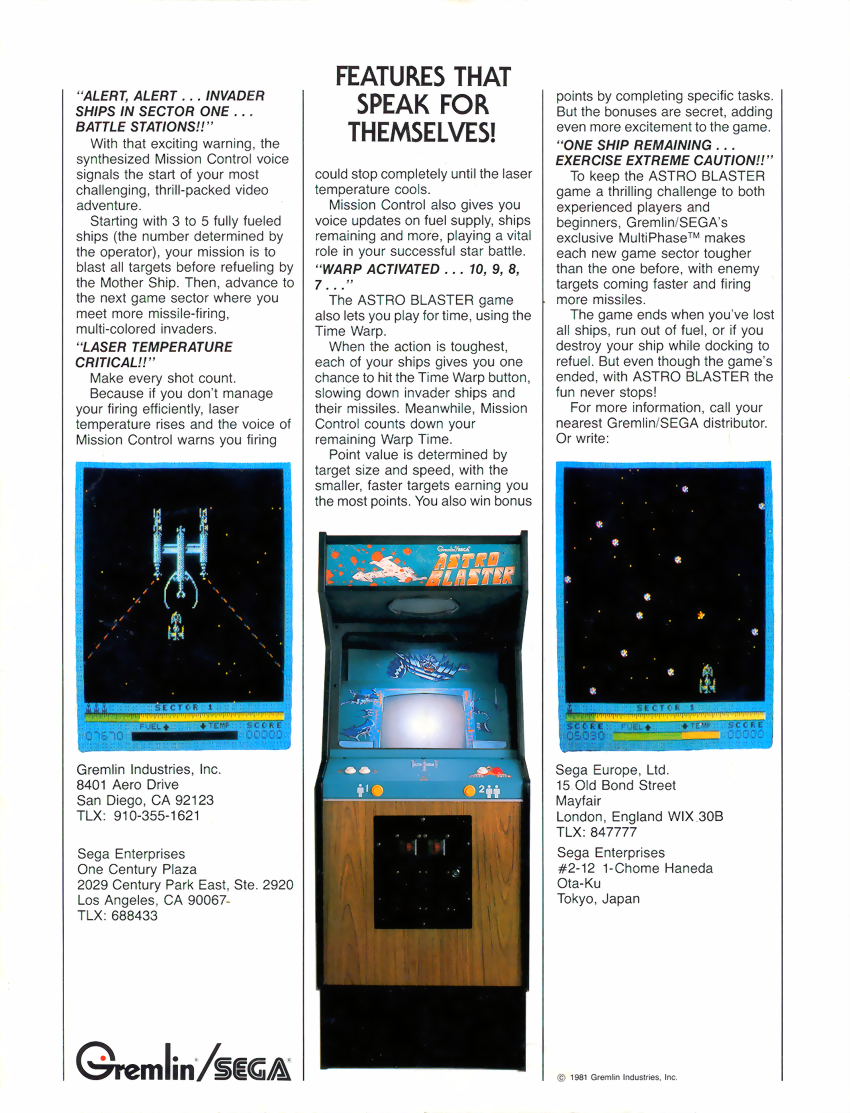 FEATURES THAT
SPEAK FOR
THEMSELVES!
"ALERT, ALERT . . . INVADER
SHIPS IN SECTOR ONE . . .
BATTLE STATIONS!!"
With that exciting warning, the
synthesized Mission Control voice
signals the start of your most
challenging, thrill-packed video
adventure.
Starting with 3 to 5 fully fueled
ships (the number determined by
the operator), your mission is to
blast all targets before refueling by
the Mother Ship. Then, advance to
the next game sector where you
meet more missile-firing,
multi-colored invaders.
"LASER TEMPERATURE
CRITICAL!!"
Make every shot count.
Because if you don't manage
your firing efficiently, laser
temperature rises and the voice of
Mission Control warns you firing
could stop completely until the laser
temperature cools.
Mission Control also gives you
voice updates on fuel supply, ships
remaining and more, playing a vital
role in your successful star battle.
"WARP ACTIVATED . . . 10, 9, 8,
7 . . ."
The ASTRO BLASTER game
also lets you play for time, using the
Time Warp.
When the action is toughest,
each of your ships gives you one
chance to hit the Time Warp button,
slowing down invader ships and
their missiles. Meanwhile, Mission
Control counts down your
remaining Warp Time.
Point value is determined by
target size and speed, with the
smaller, faster targets earning you
the most points. You also win bonus
points by completing specific tasks.
But the bonuses are secret, adding
even more excitement to the game.
"ONE SHIP REMAINING . . .
EXERCISE EXTREME CAUTION!!"
To keep the ASTRO BLASTER
game a thrilling challenge to both
experienced players and
beginners, Gremlin/SEGA's
exclusive MultiPhase™ makes
each new game sector tougher
than the one before, with enemy
targets coming faster and firing
more missiles.
The game ends when you've lost
all ships, run out of fuel, or if you
destroy your ship while docking to
refuel. But even though the game's
ended, with ASTRO BLASTER the
fun never stops!
For more information, call your
nearest Gremlin/SEGA distributor.
Or write:
SECTOR 1
FUEL TEMP SCORE
07670 00000
Gremlin/SEGA
ASTRO
BLASTER
1 2
SECTOR 1
SCORE FUEL TEMP SCORE
05030 00000
Gremlin Industries, Inc.
8401 Aero Drive
San Diego, CA 92123
TLX: 910-355-1621
Sega Enterprises
One Century Plaza
2029 Century Park East, Ste. 2920
Los Angeles, CA 90067
TLX: 688433
Sega Europe, Ltd.
15 Old Bond Street
Mayfair
London, England WIX 30B
TLX: 847777
Sega Enterprises
#2-12 1-Chome Haneda
Ota-Ku
Tokyo, Japan
Gremlin/SEGA
© 1981 Gremlin Industries, Inc.